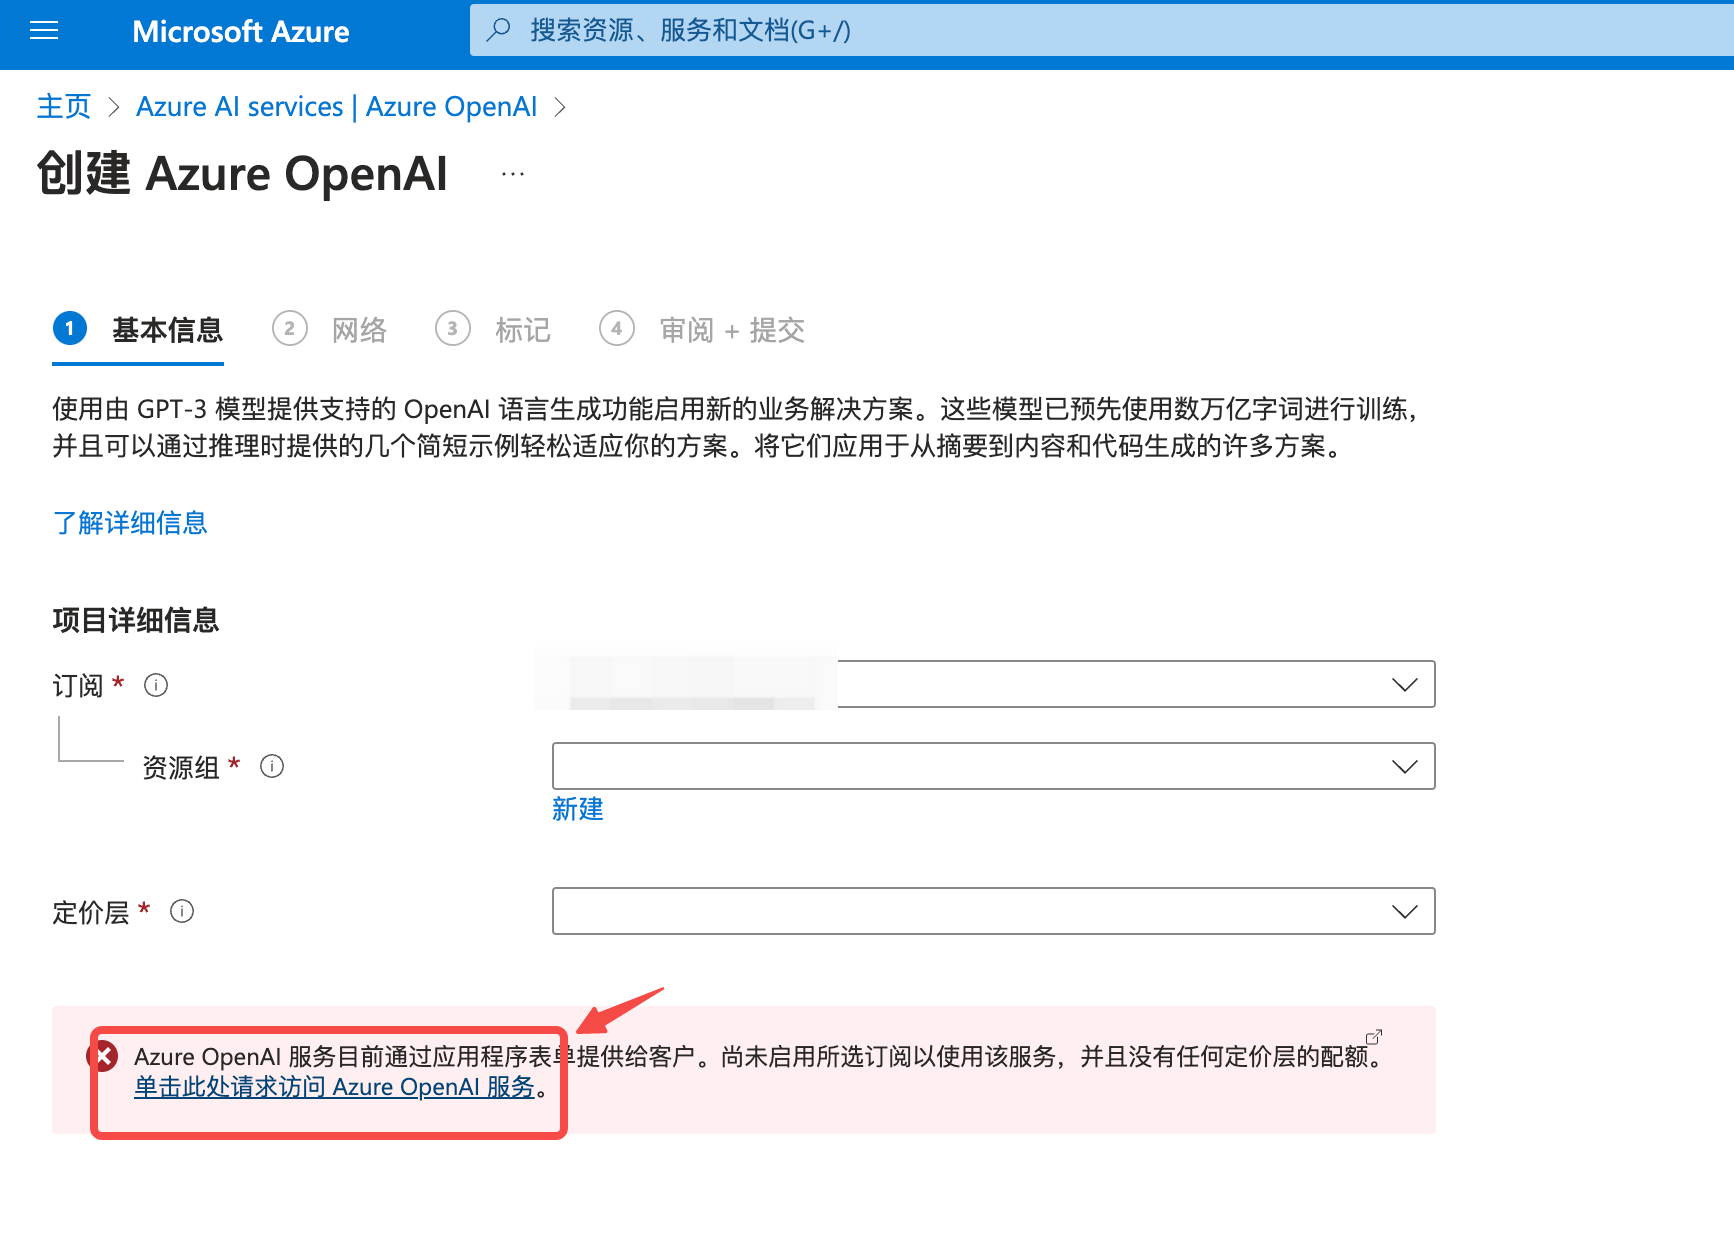 Microsoft Azure
搜索资源、服务和文档(G+/)
主页 > Azure AI services | Azure OpenAI >
创建 Azure OpenAI ...
1 基本信息 2 网络 3 标记 4 审阅 + 提交
使用由 GPT-3 模型提供支持的 OpenAI 语言生成功能启用新的业务解决方案。这些模型已预先使用数万亿字词进行训练，
并且可以通过推理时提供的几个简短示例轻松适应你的方案。将它们应用于从摘要到内容和代码生成的许多方案。
了解详细信息
项目详细信息
订阅 *
资源组 *
新建
定价层 *
Azure OpenAI 服务目前通过应用程序表单提供给客户。尚未启用所选订阅以使用该服务，并且没有任何定价层的配额。
单击此处请求访问 Azure OpenAI 服务。